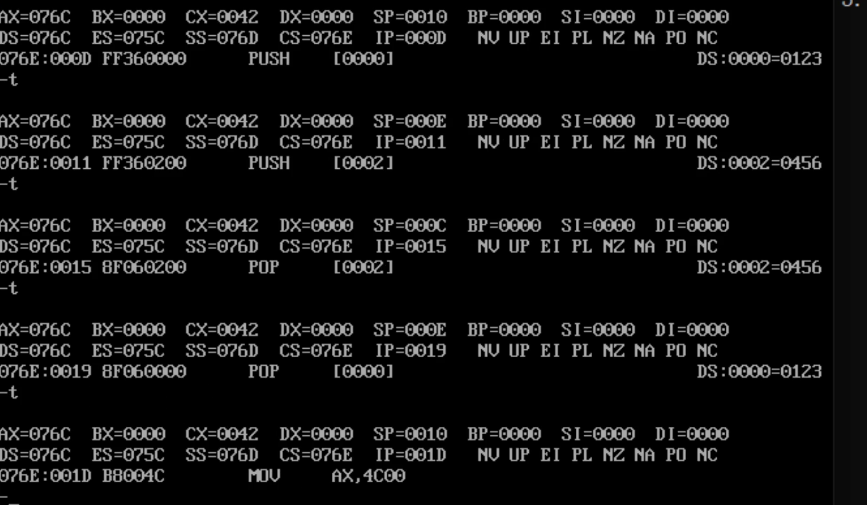 AX=076C BX=0000 CX=0042 DX=0000 SP=0010 BP=0000 SI=0000 DI=0000
DS=076C ES=075C SS=076D CS=076E IP=000D NV UP EI PL NZ NA PO NC
076E:000D FF360000 PUSH [0000] DS:0000=0123
-t
AX=076C BX=0000 CX=0042 DX=0000 SP=000E BP=0000 SI=0000 DI=0000
DS=076C ES=075C SS=076D CS=076E IP=0011 NV UP EI PL NZ NA PO NC
076E:0011 FF360200 PUSH [0002] DS:0002=0456
-t
AX=076C BX=0000 CX=0042 DX=0000 SP=000C BP=0000 SI=0000 DI=0000
DS=076C ES=075C SS=076D CS=076E IP=0015 NV UP EI PL NZ NA PO NC
076E:0015 8F060200 POP [0002] DS:0002=0456
-t
AX=076C BX=0000 CX=0042 DX=0000 SP=000E BP=0000 SI=0000 DI=0000
DS=076C ES=075C SS=076D CS=076E IP=0019 NV UP EI PL NZ NA PO NC
076E:0019 8F060000 POP [0000] DS:0000=0123
-t
AX=076C BX=0000 CX=0042 DX=0000 SP=0010 BP=0000 SI=0000 DI=0000
DS=076C ES=075C SS=076D CS=076E IP=001D NV UP EI PL NZ NA PO NC
076E:001D B8004C MOV AX,4C00
-_